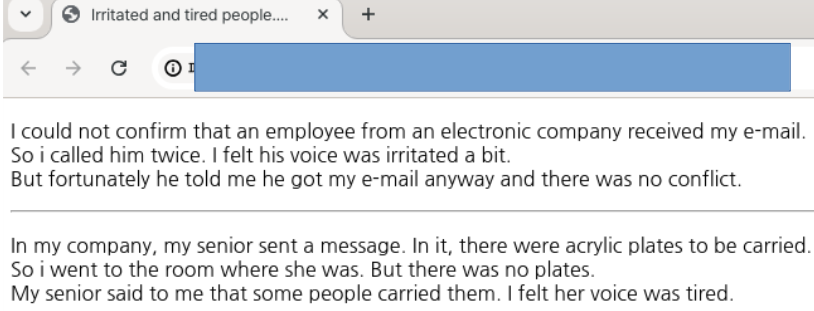 Irritated and tired people....
I could not confirm that an employee from an electronic company received my e-mail.
So i called him twice. I felt his voice was irritated a bit.
But fortunately he told me he got my e-mail anyway and there was no conflict.
In my company, my senior sent a message. In it, there were acrylic plates to be carried.
So i went to the room where she was. But there was no plates.
My senior said to me that some people carried them. I felt her voice was tired.